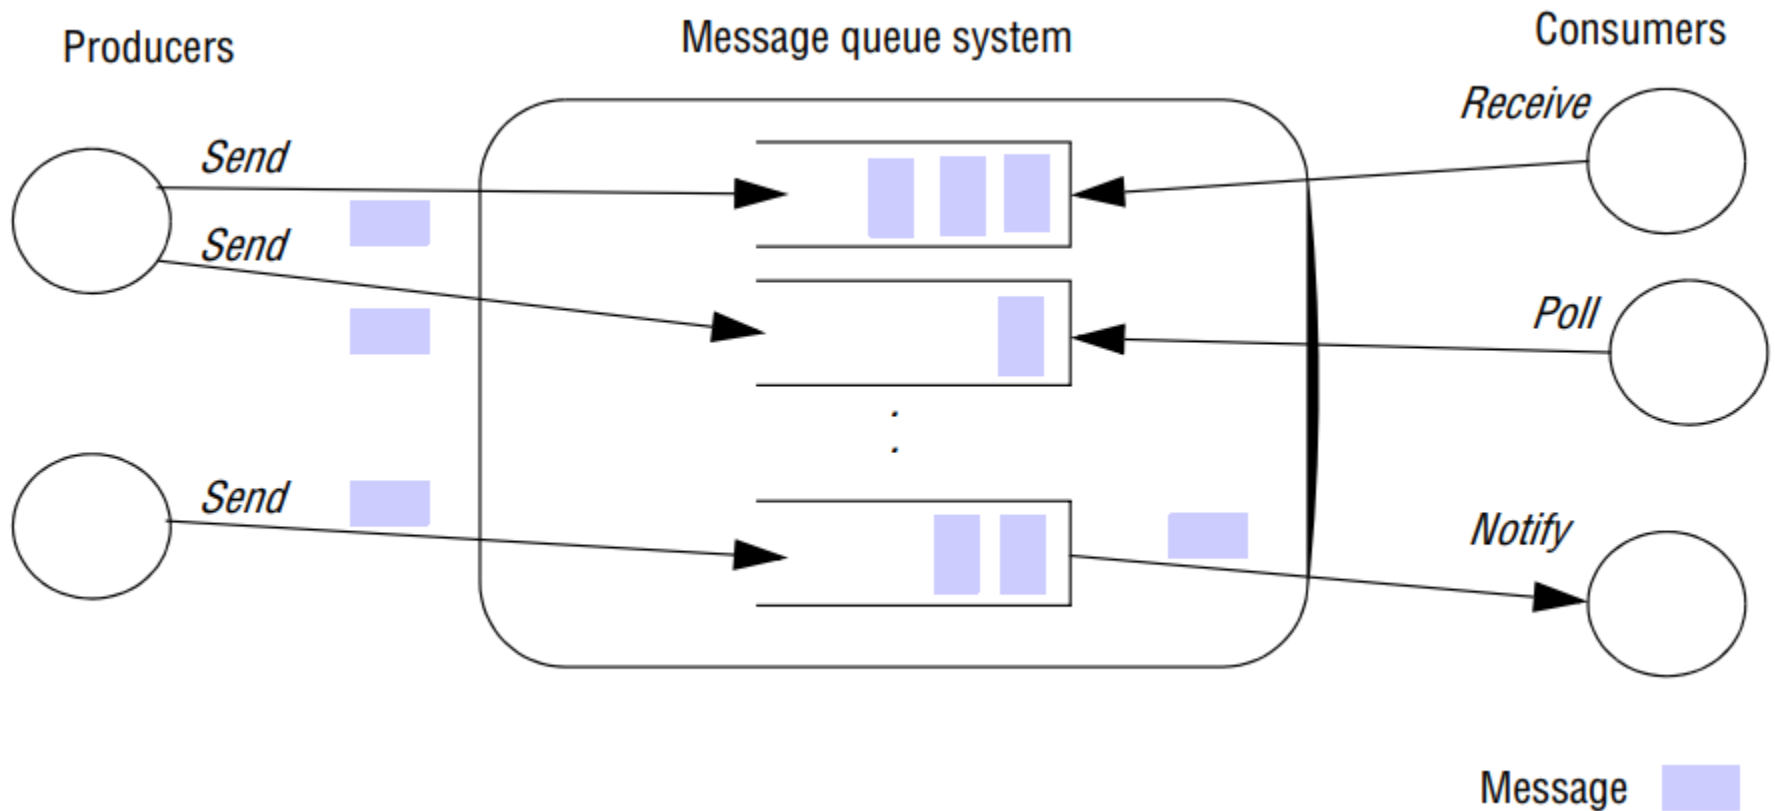 Producers
Message queue system
Consumers
Send
Send
Send
Receive
Poll
Notify
Message